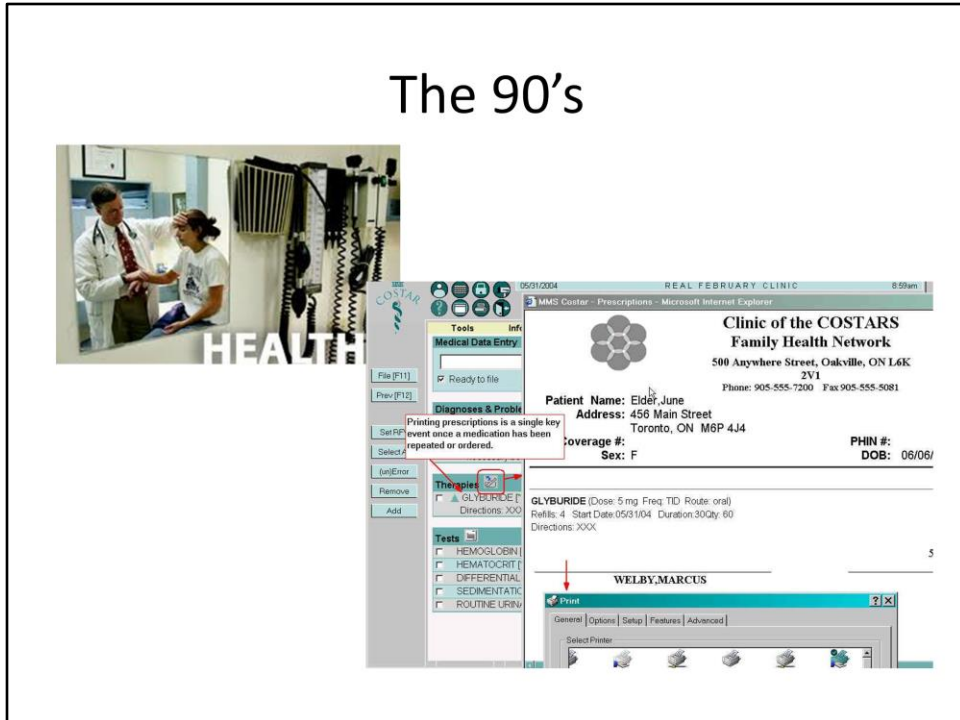 The 90's
HEALTH
COSTAR
05/31/2004 REAL FEBRUARY CLINIC 8:59am
MMS Costar - Prescriptions - Microsoft Internet Explorer
Tools
Medical Data Entry
Ready to file
File [F11]
Prev [F12]
Diagnoses & Proble
Printing prescriptions is a single key
event once a medication has been
repeated or ordered.
Remove
Add
(un)Error
Therapies
GLYBURIDE [
Directions: XXX
Tests
HEMOGLOBIN [
HEMATOCRIT [
DIFFERENTIAL
SEDIMENTATIO
ROUTINE URIN
Clinic of the COSTARS
Family Health Network
500 Anywhere Street, Oakville, ON L6K
2V1
Phone: 905-555-7200 Fax 905-555-5081
Patient Name: Elder,June
Address: 456 Main Street
Toronto, ON M6P 4J4
Coverage #: PHIN #:
Sex: F DOB: 06/06/
GLYBURIDE (Dose: 5 mg Freq: TID Route: oral)
Refills: 4 Start Date:05/31/04 Duration:30Qty: 60
Directions: XXX
5
WELBY,MARCUS
Print
General Options Setup Features Advanced
Select Printer